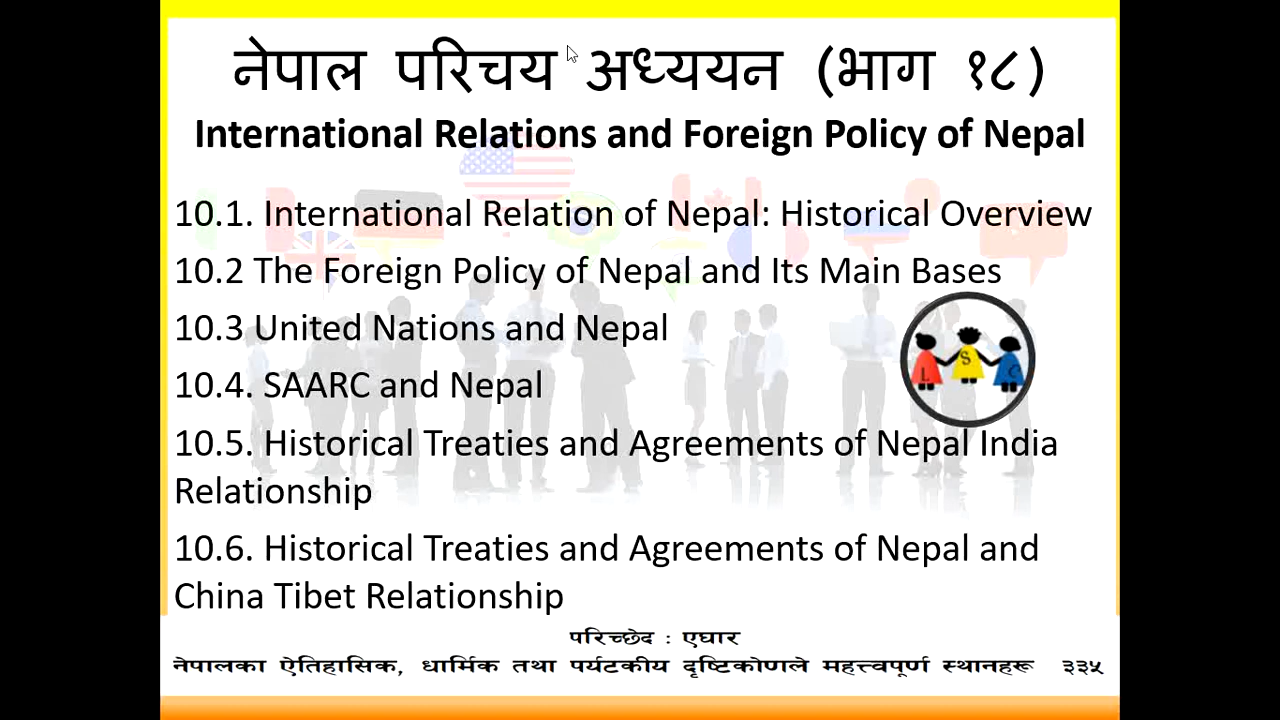 नेपाल परिचय अध्ययन (भाग १८)
International Relations and Foreign Policy of Nepal
10.1. International Relation of Nepal: Historical Overview
10.2 The Foreign Policy of Nepal and Its Main Bases
10.3 United Nations and Nepal
L S C
10.4. SAARC and Nepal
10.5. Historical Treaties and Agreements of Nepal India
Relationship
10.6. Historical Treaties and Agreements of Nepal and
China Tibet Relationship
परिच्छेद : एघार
नेपालका ऐतिहासिक, धार्मिक तथा पर्यटकीय दृष्टिकोणले महत्त्वपूर्ण स्थानहरू ३३५